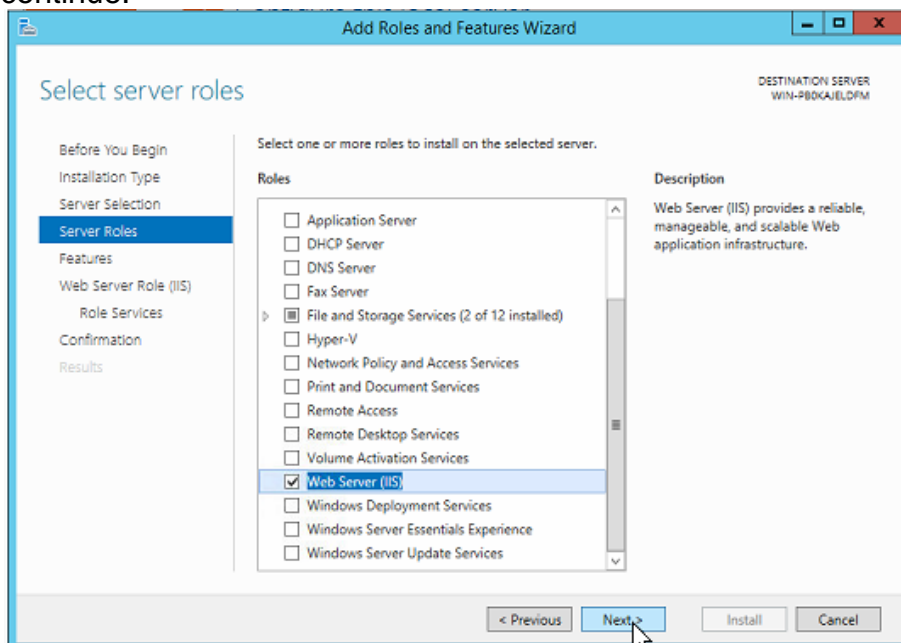 continue.
Add Roles and Features Wizard
Select server roles
DESTINATION SERVER
WIN-PB0KAJELDFM
Before You Begin
Installation Type
Server Selection
Server Roles
Features
Web Server Role (IIS)
Role Services
Confirmation
Results
Select one or more roles to install on the selected server.
Roles
Application Server
DHCP Server
DNS Server
Fax Server
File and Storage Services (2 of 12 installed)
Hyper-V
Network Policy and Access Services
Print and Document Services
Remote Access
Remote Desktop Services
Volume Activation Services
Web Server (IIS)
Windows Deployment Services
Windows Server Essentials Experience
Windows Server Update Services
Description
Web Server (IIS) provides a reliable,
manageable, and scalable Web
application infrastructure.
< Previous
Next >
Install
Cancel